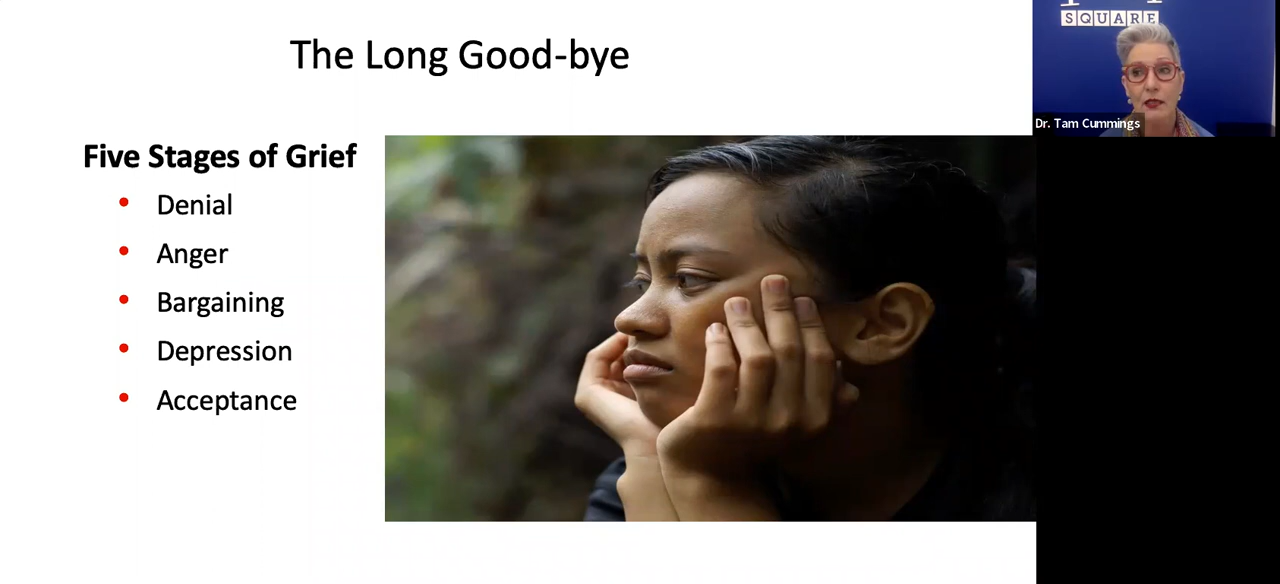 The Long Good-bye
SQUARE
Dr. Tam Cummings
Five Stages of Grief
• Denial
• Anger
• Bargaining
• Depression
• Acceptance